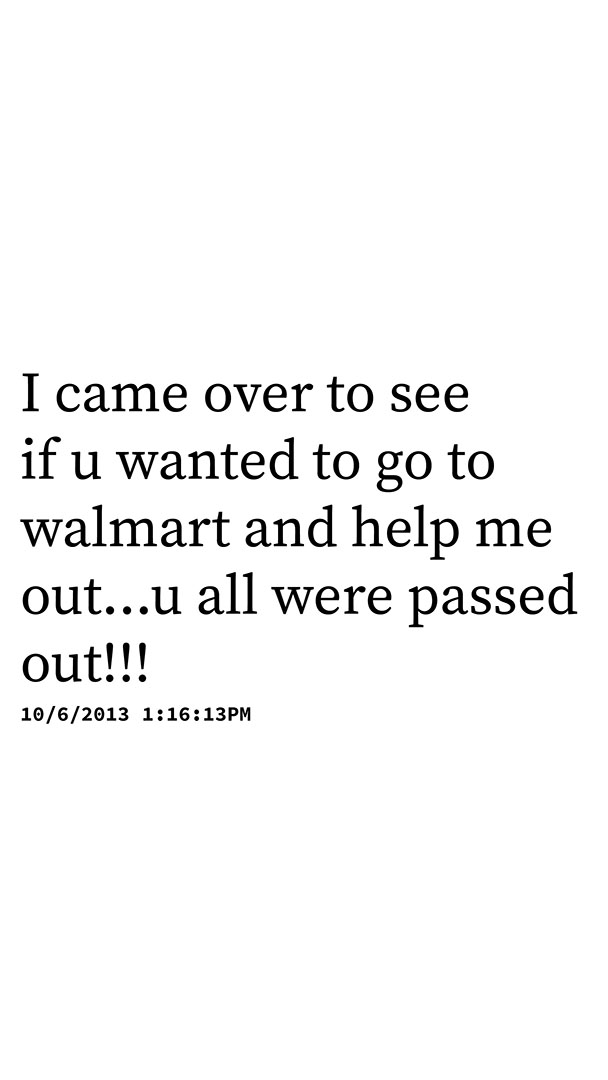 I came over to see
if u wanted to go to
walmart and help me
out...u all were passed
out!!!
10/6/2013 1:16:13PM